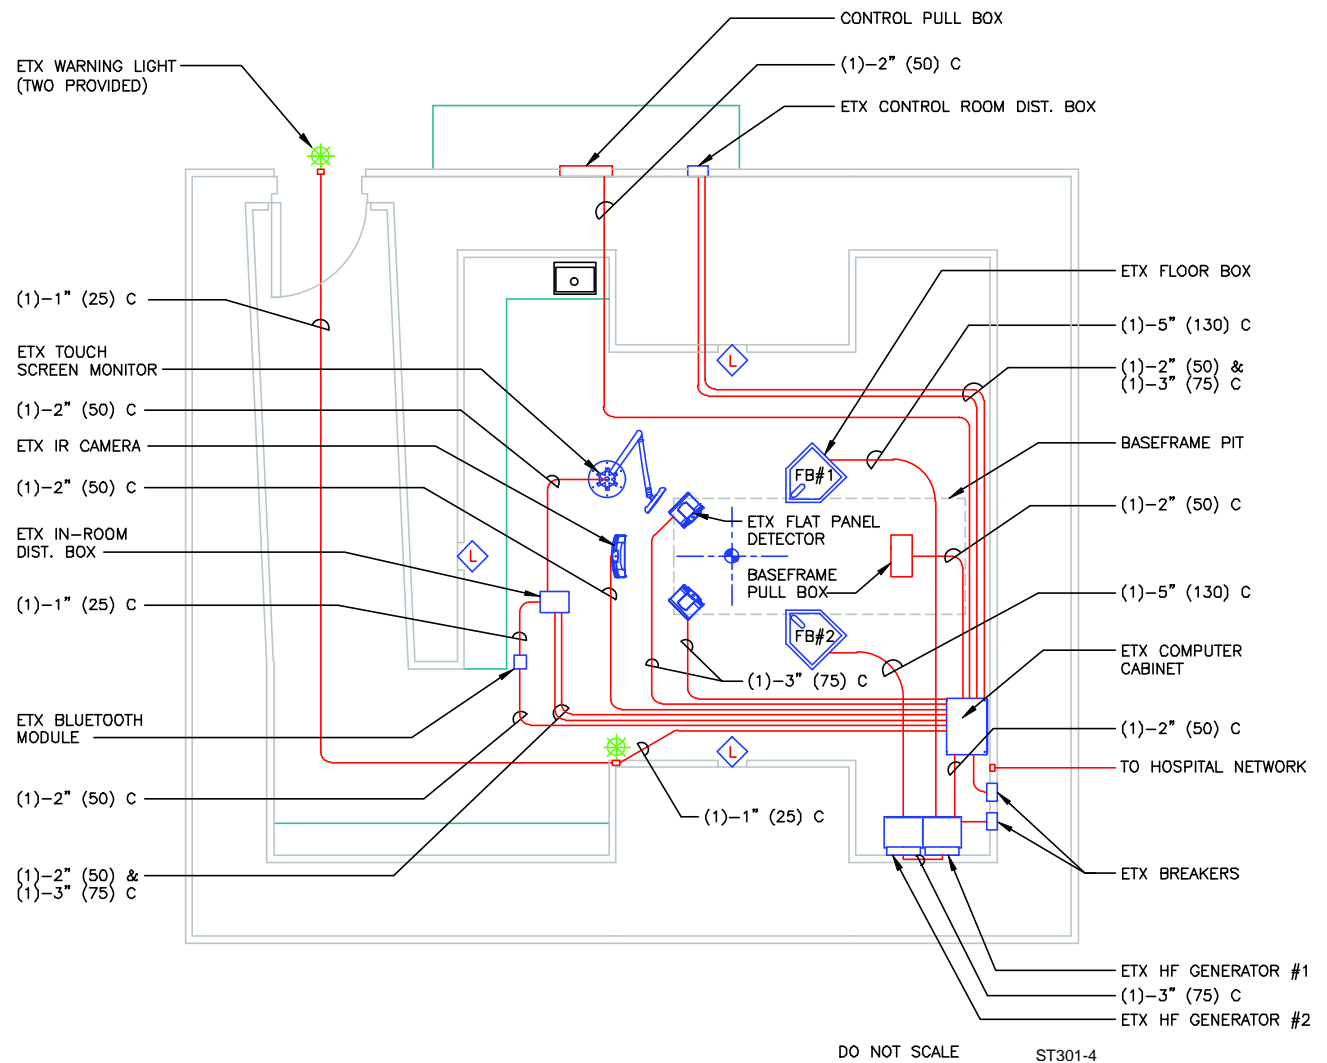 CONTROL PULL BOX
(1)-2" (50) C
ETX CONTROL ROOM DIST. BOX
ETX WARNING LIGHT
(TWO PROVIDED)
(1)-1" (25) C
ETX TOUCH
SCREEN MONITOR
(1)-2" (50) C
ETX IR CAMERA
(1)-2" (50) C
ETX IN-ROOM
DIST. BOX
(1)-1" (25) C
ETX BLUETOOTH
MODULE
(1)-2" (50) C
(1)-2" (50) &
(1)-3" (75) C
L
L
L
FB#1
ETX FLAT PANEL
DETECTOR
BASEFRAME
PULL BOX
FB#2
(1)-3" (75) C
(1)-1" (25) C
ETX FLOOR BOX
(1)-5" (130) C
(1)-2" (50) &
(1)-3" (75) C
BASEFRAME PIT
(1)-2" (50) C
(1)-5" (130) C
ETX COMPUTER
CABINET
(1)-2" (50) C
TO HOSPITAL NETWORK
ETX BREAKERS
ETX HF GENERATOR #1
(1)-3" (75) C
ETX HF GENERATOR #2
DO NOT SCALE
ST301-4